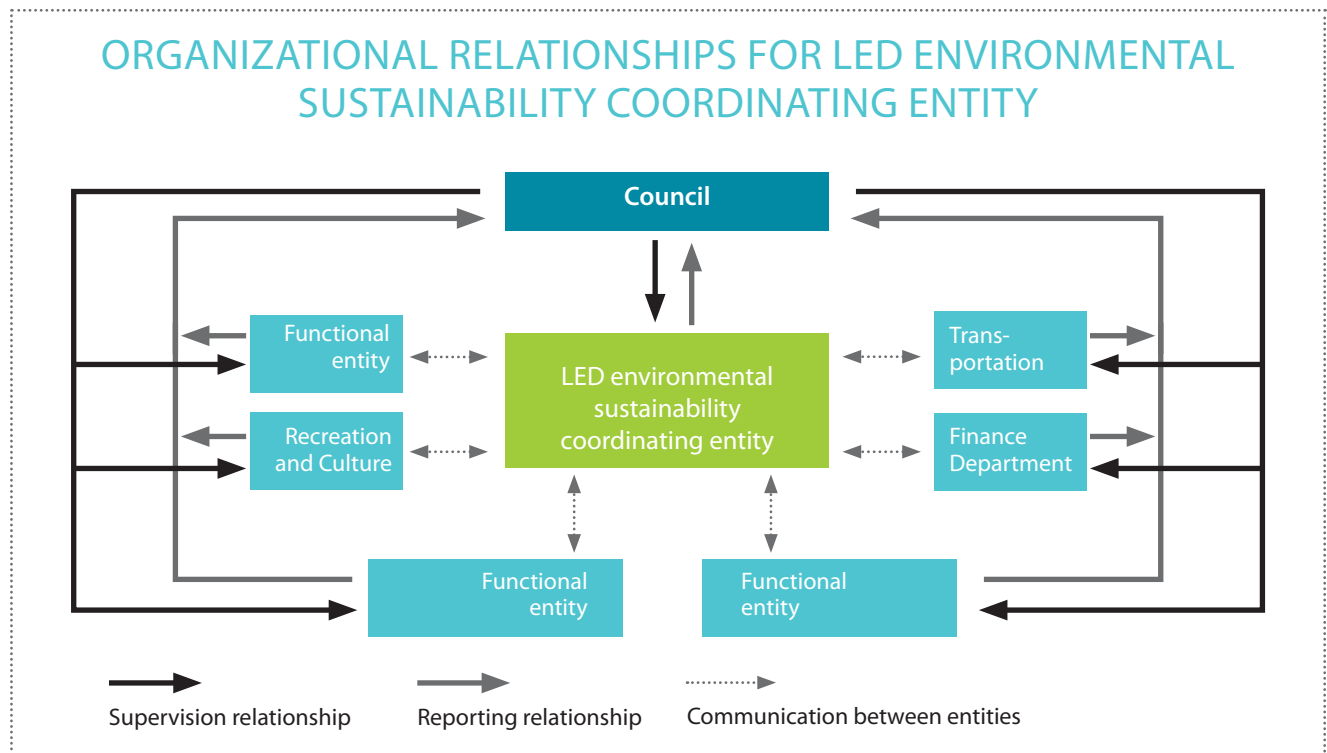 ORGANIZATIONAL RELATIONSHIPS FOR LED ENVIRONMENTAL
SUSTAINABILITY COORDINATING ENTITY
Council
Functional
entity
LED environmental
sustainability
coordinating entity
Trans-
portation
Recreation
and Culture
Finance
Department
Functional
entity
Functional
entity
Supervision relationship
Reporting relationship
Communication between entities